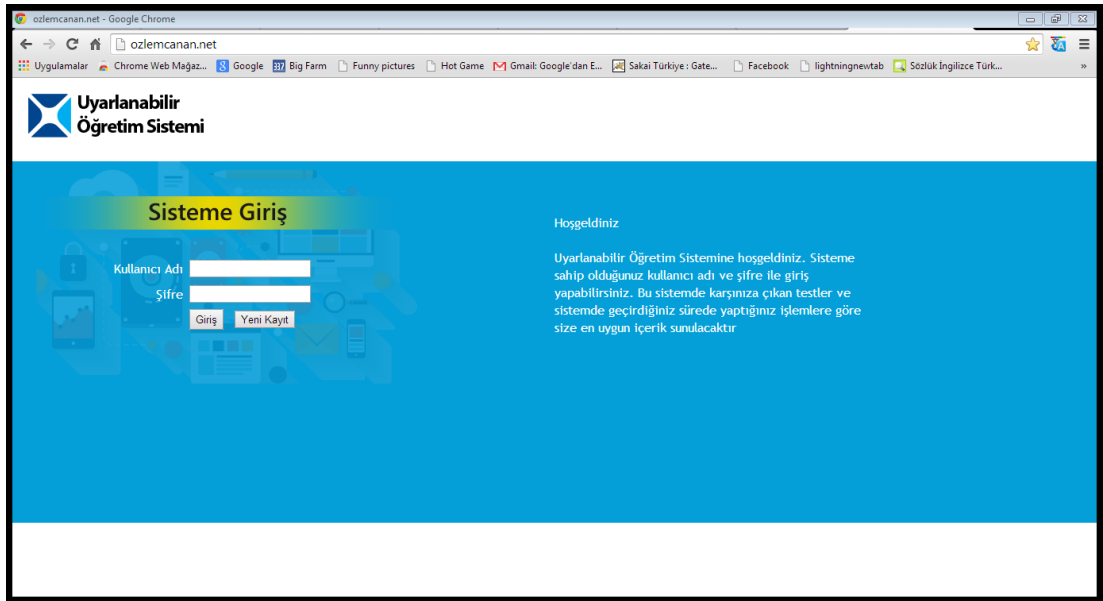 ozlemcanan.net - Google Chrome
ozlemcanan.net
Uygulamalar Chrome Web Mağaz... Google Big Farm Funny pictures Hot Game Gmail: Google'dan E... Sakai Türkiye : Gate... Facebook lightningnewtab Sözlük İngilizce Türk... »
Uyarlanabilir
Öğretim Sistemi
Sisteme Giriş
Kullanıcı Adı
Şifre
Giriş Yeni Kayıt
Hoşgeldiniz
Uyarlanabilir Öğretim Sistemine hoşgeldiniz. Sisteme
sahip olduğunuz kullanıcı adı ve şifre ile giriş
yapabilirsiniz. Bu sistemde karşınıza çıkan testler ve
sistemde geçirdiğiniz sürede yaptığınız işlemlere göre
size en uygun içerik sunulacaktır